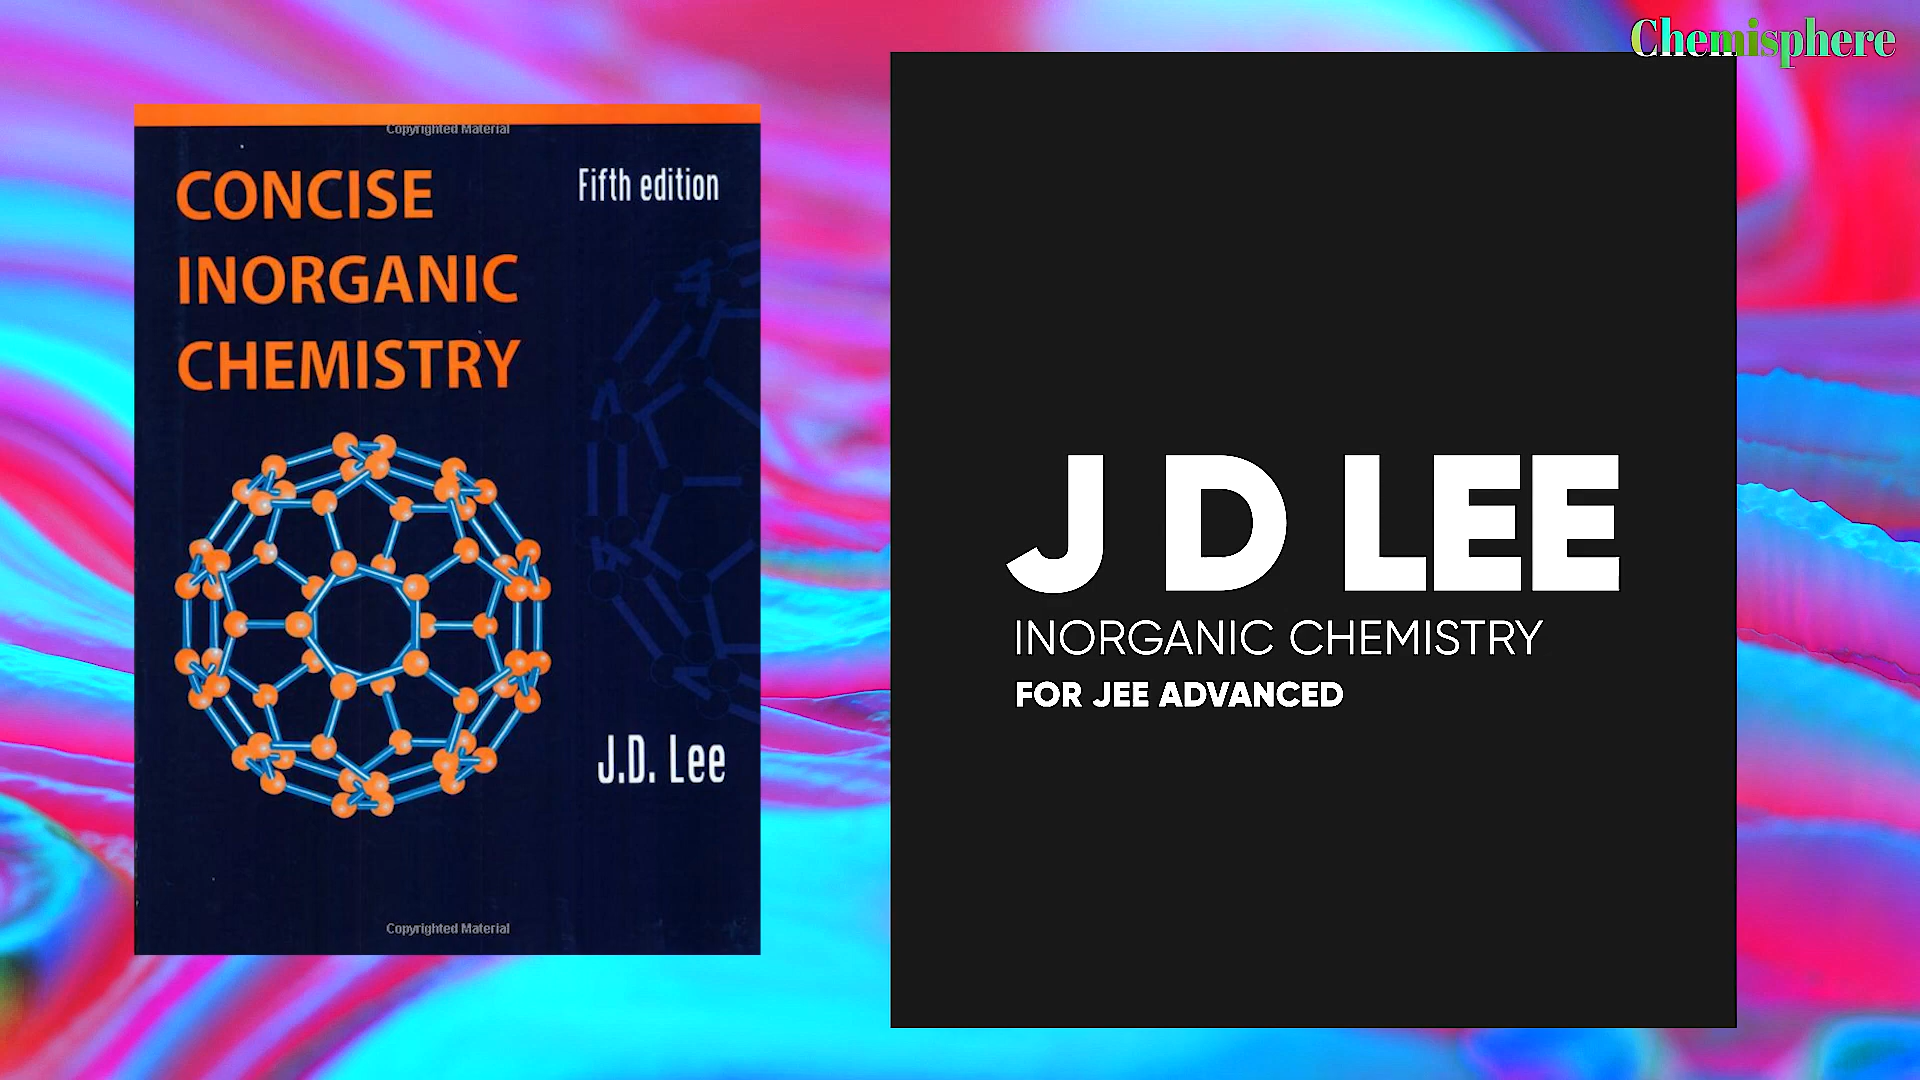 Chemisphere
Copyrighted Material
CONCISE
INORGANIC
CHEMISTRY
Fifth edition
J.D. Lee
Copyrighted Material
J D LEE
INORGANIC CHEMISTRY
FOR JEE ADVANCED